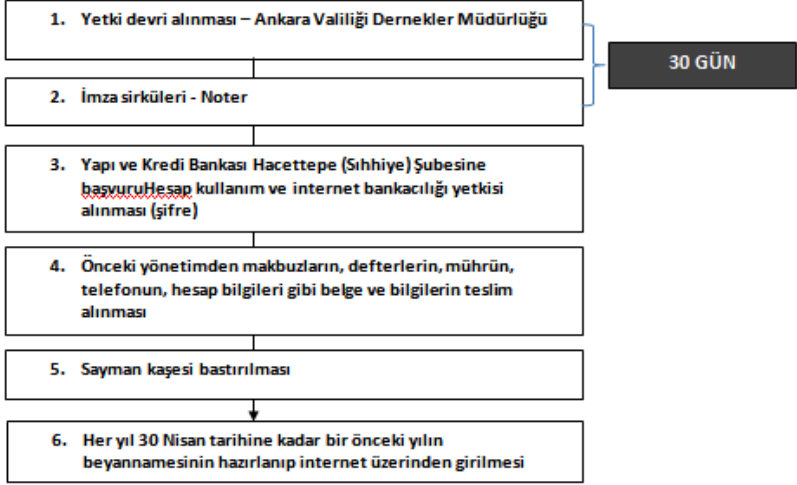 1. Yetki devri alınması – Ankara Valiliği Dernekler Müdürlüğü
30 GÜN
2. İmza sirküleri - Noter
3. Yapı ve Kredi Bankası Hacettepe (Sıhhiye) Şubesine
başvuruHesap kullanım ve internet bankacılığı yetkisi
alınması (şifre)
4. Önceki yönetimden makbuzların, defterlerin, mührün,
telefonun, hesap bilgileri gibi belge ve bilgilerin teslim
alınması
5. Sayman kaşesi bastırılması
6. Her yıl 30 Nisan tarihine kadar bir önceki yılın
beyannamesinin hazırlanıp internet üzerinden girilmesi